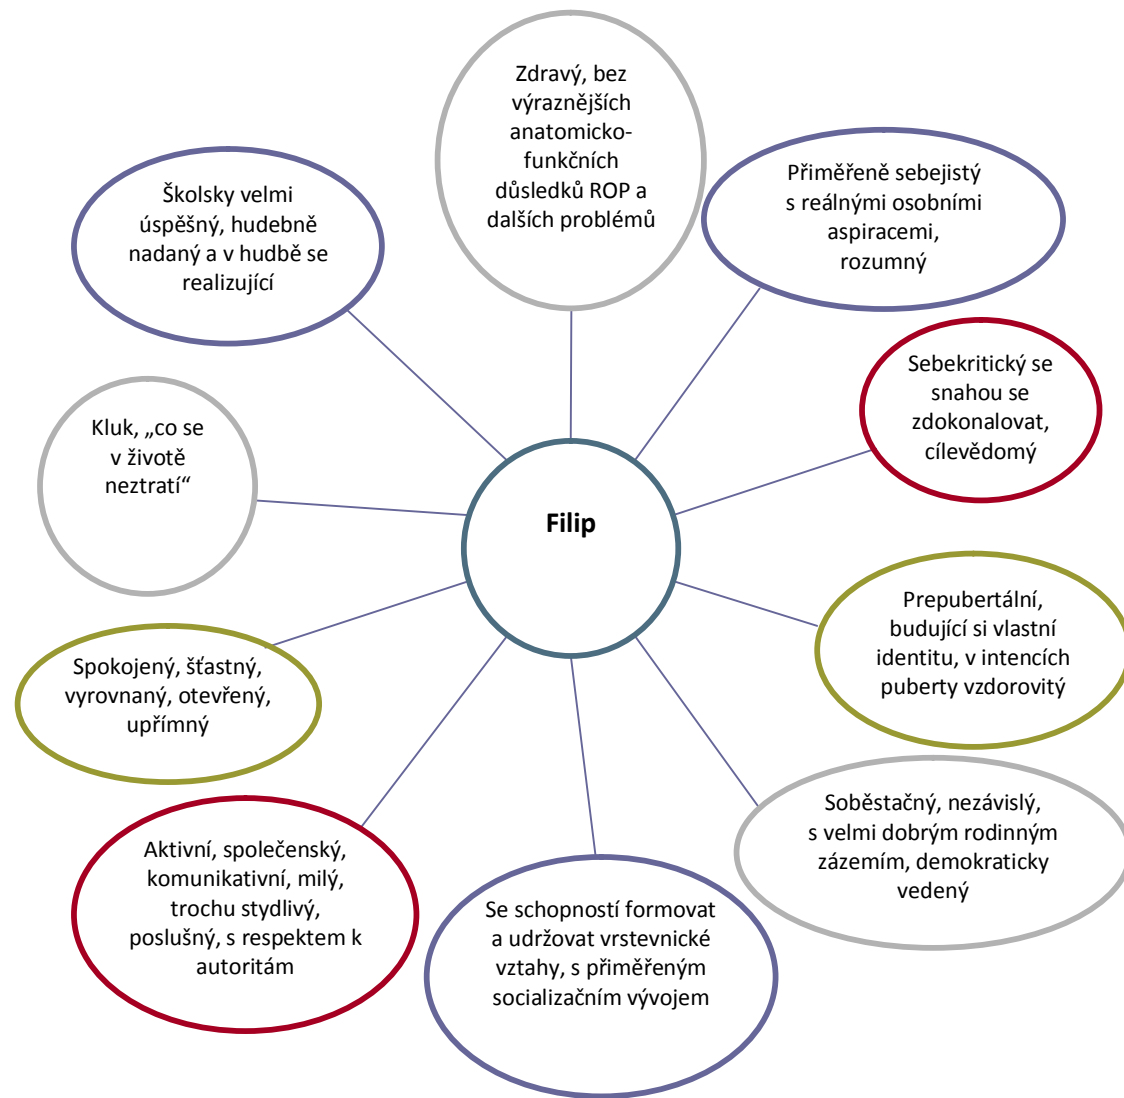 Zdravý, bez
výraznějších
anatomicko-
funkčních
důsledků ROP a
dalších problémů
Přiměřeně sebejistý
s reálnými osobními
aspiracemi,
rozumný
Sebekritický se
snahou se
zdokonalovat,
cílevědomý
Prepubertální,
budující si vlastní
identitu, v intencích
puberty vzdorovitý
Soběstačný, nezávislý,
s velmi dobrým rodinným
zázemím, demokraticky
vedený
Se schopností formovat
a udržovat vrstevnické
vztahy, s přiměřeným
socializačním vývojem
Aktivní, společenský,
komunikativní, milý,
trochu stydlivý,
poslušný, s respektem k
autoritám
Spokojený, šťastný,
vyrovnaný, otevřený,
upřímný
Kluk, „co se
v životě
neztratí“
Školsky velmi
úspěšný, hudebně
nadaný a v hudbě se
realizující
Filip